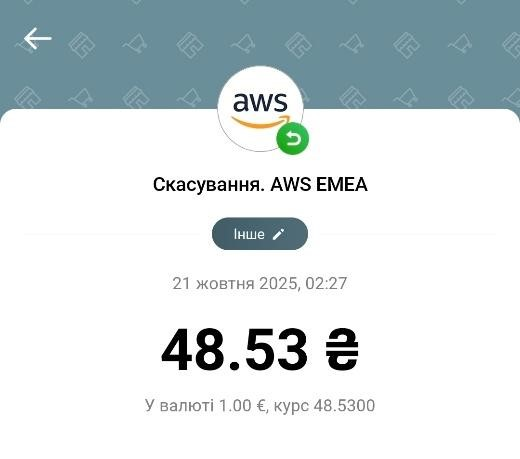 aws
Скасування. AWS EMEA
Інше
21 жовтня 2025, 02:27
48.53 ₴
У валюті 1.00 €, курс 48.5300